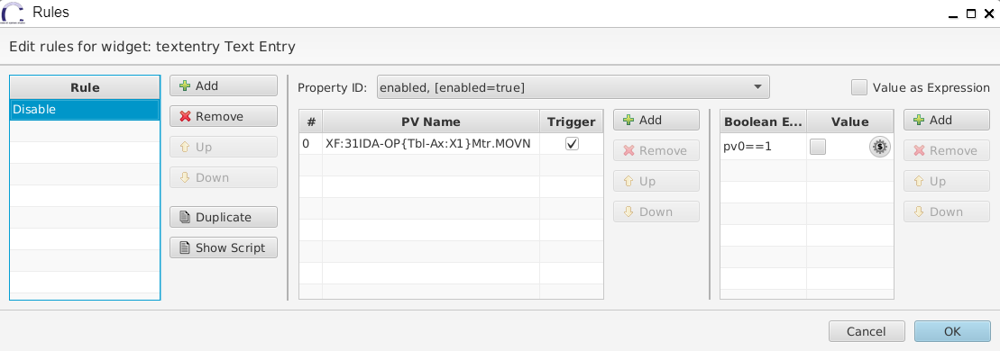 Rules
Edit rules for widget: textentry Text Entry
Rule
Disable
Add
Remove
Up
Down
Duplicate
Show Script
Property ID: enabled, [enabled=true]
Value as Expression
# PV Name Trigger
0 XF:31IDA-OP{Tbl-Ax:X1}Mtr.MOVN
Add
Remove
Up
Down
Boolean E... Value
pv0==1 $
Add
Remove
Up
Down
Cancel OK